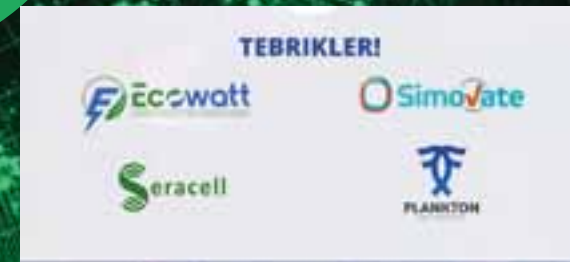 TEBRIKLER!
Ecowatt
Simovate
Seracell
PLANKTON